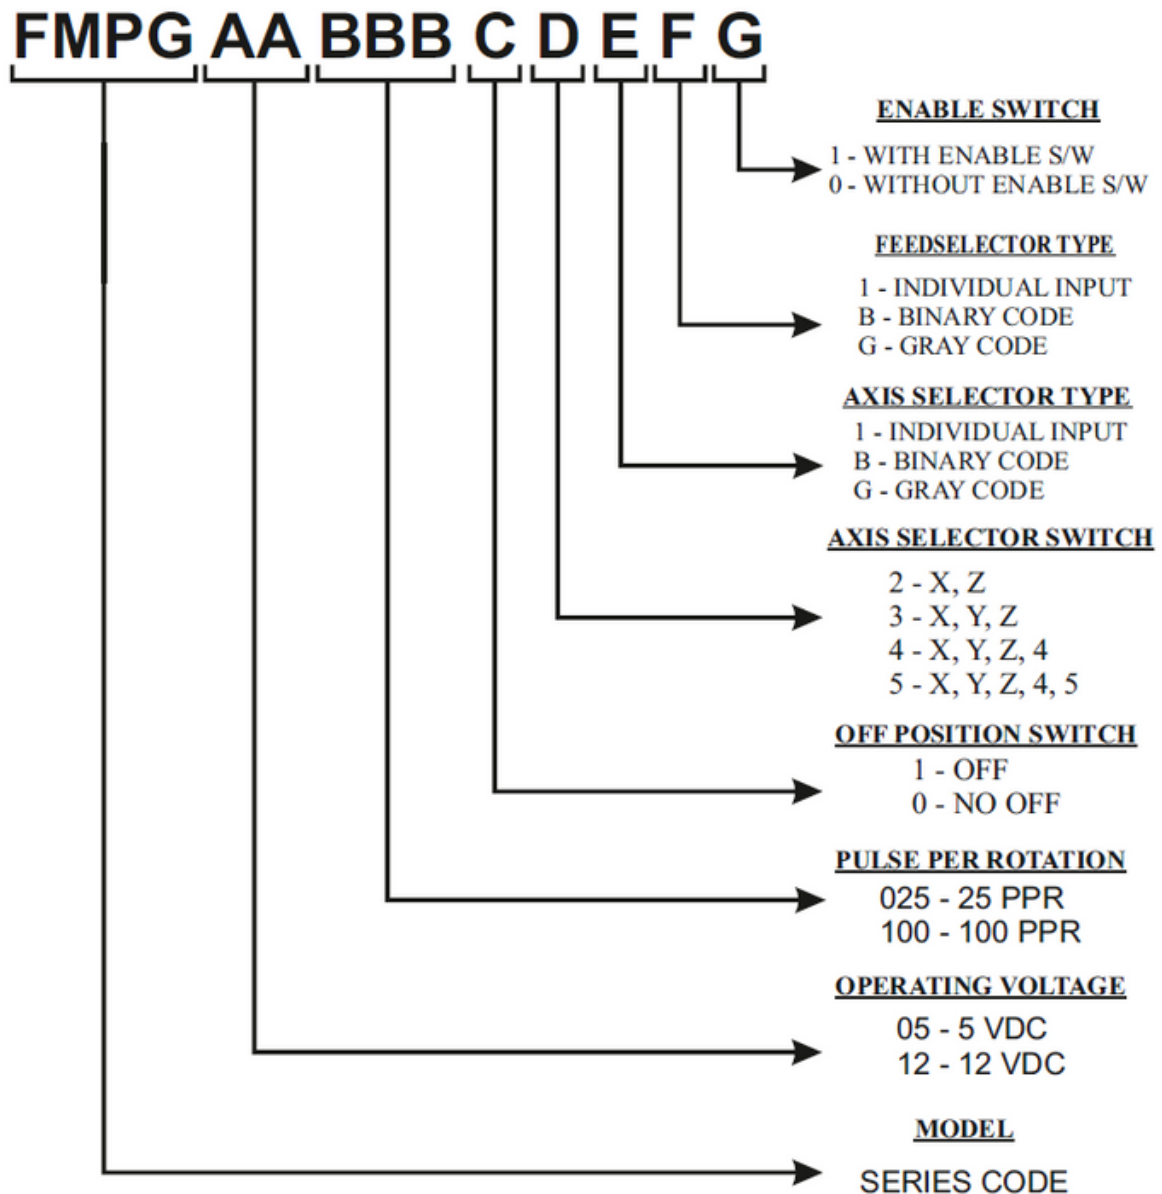 FMPG AA BBB C D E F G
ENABLE SWITCH
1 - WITH ENABLE S/W
0 - WITHOUT ENABLE S/W
FEEDSELECTOR TYPE
1 - INDIVIDUAL INPUT
B - BINARY CODE
G - GRAY CODE
AXIS SELECTOR TYPE
1 - INDIVIDUAL INPUT
B - BINARY CODE
G - GRAY CODE
AXIS SELECTOR SWITCH
2 - X, Z
3 - X, Y, Z
4 - X, Y, Z, 4
5 - X, Y, Z, 4, 5
OFF POSITION SWITCH
1 - OFF
0 - NO OFF
PULSE PER ROTATION
025 - 25 PPR
100 - 100 PPR
OPERATING VOLTAGE
05 - 5 VDC
12 - 12 VDC
MODEL
SERIES CODE